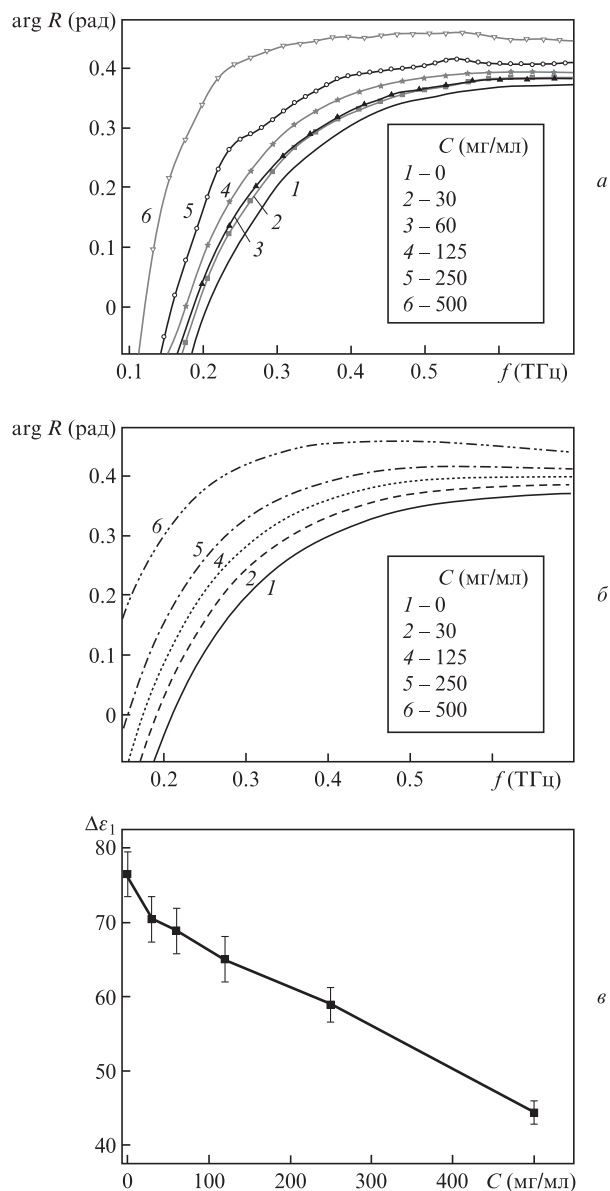 arg R (рад)
0.4
0.3
0.2
0.1
0
6
5
4
3
2
1
C (мг/мл)
1 – 0
2 – 30
3 – 60
4 – 125
5 – 250
6 – 500
0.1
0.2
0.3
0.4
0.5
f (ТГц)
а
arg R (рад)
0.4
0.3
0.2
0.1
0
6
5
4
2
1
C (мг/мл)
1 – 0
2 – 30
4 – 125
5 – 250
6 – 500
0.2
0.3
0.4
0.5
f (ТГц)
б
Δε₁
80
70
60
50
40
0
100
200
300
400
C (мг/мл)
в